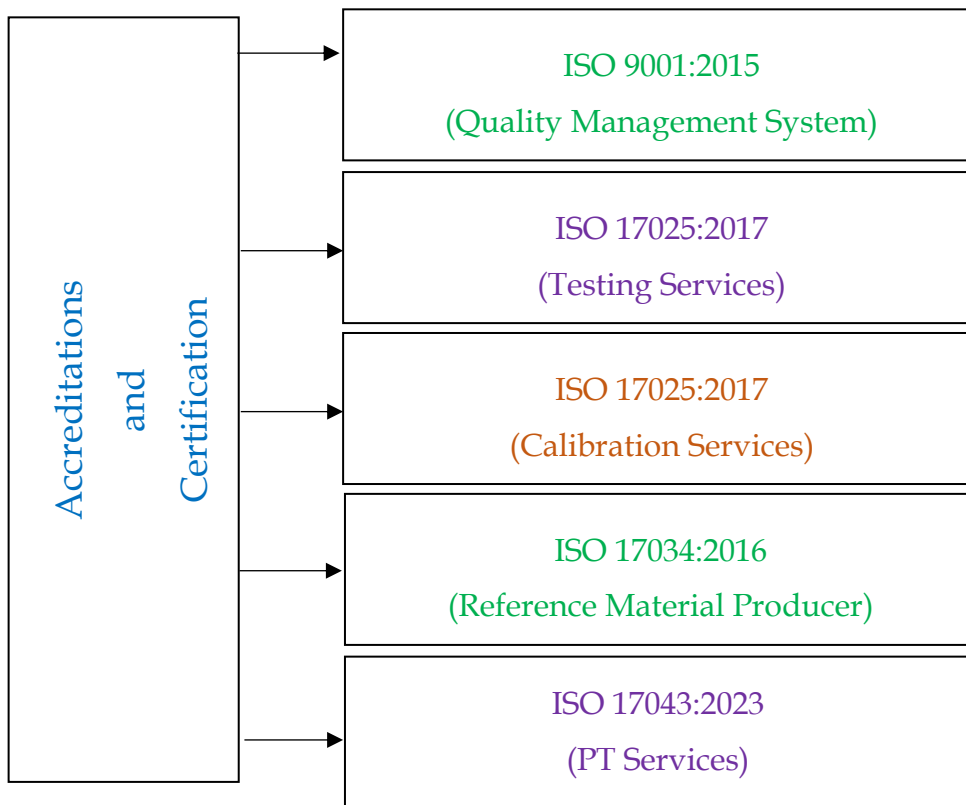 Accreditations
and
Certification
ISO 9001:2015
(Quality Management System)
ISO 17025:2017
(Testing Services)
ISO 17025:2017
(Calibration Services)
ISO 17034:2016
(Reference Material Producer)
ISO 17043:2023
(PT Services)